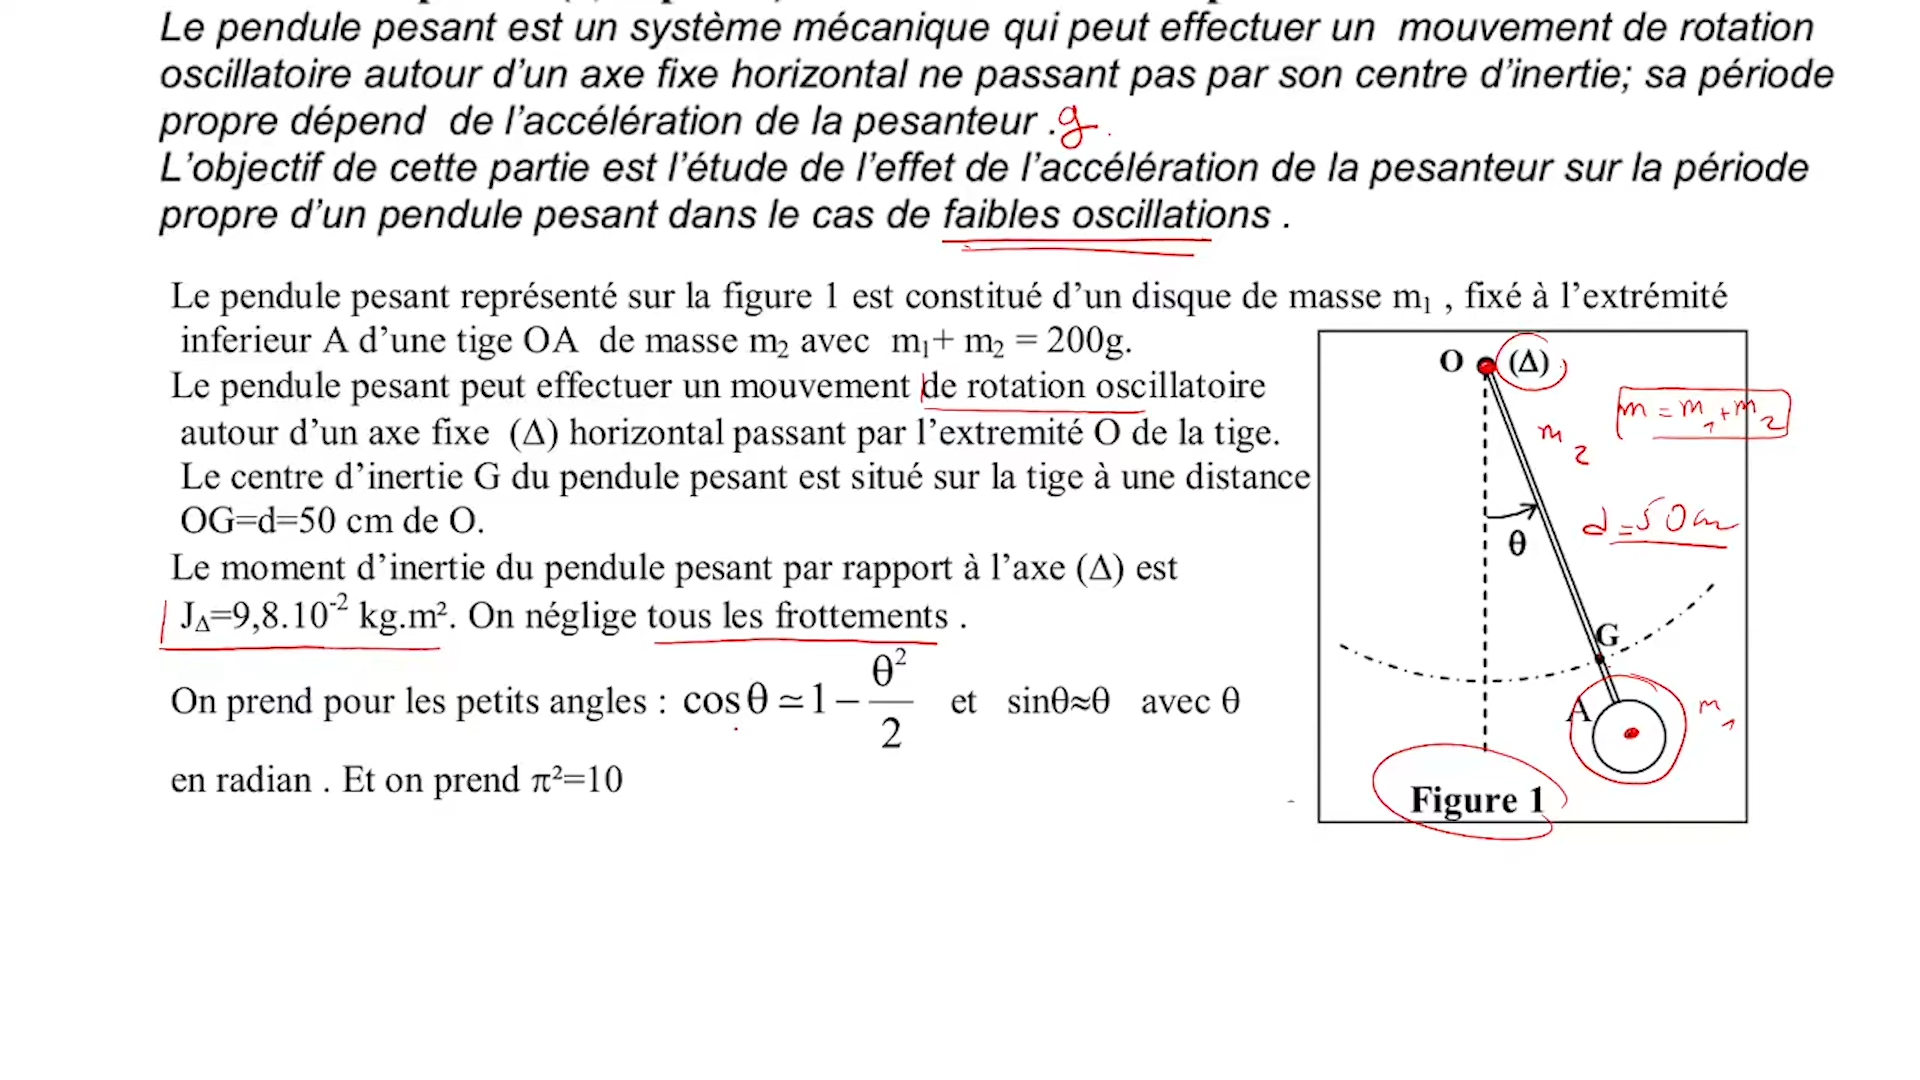 Le pendule pesant est un système mécanique qui peut effectuer un mouvement de rotation
oscillatoire autour d’un axe fixe horizontal ne passant pas par son centre d’inertie; sa période
propre dépend de l’accélération de la pesanteur . g.
L’objectif de cette partie est l’étude de l’effet de l’accélération de la pesanteur sur la période
propre d’un pendule pesant dans le cas de faibles oscillations .
Le pendule pesant représenté sur la figure 1 est constitué d’un disque de masse m₁ , fixé à l’extrémité
inferieur A d’une tige OA de masse m₂ avec m₁+ m₂ = 200g.
Le pendule pesant peut effectuer un mouvement de rotation oscillatoire
autour d’un axe fixe (Δ) horizontal passant par l’extremité O de la tige.
Le centre d’inertie G du pendule pesant est situé sur la tige à une distance
OG=d=50 cm de O.
Le moment d’inertie du pendule pesant par rapport à l’axe (Δ) est
J_Δ=9,8.10⁻² kg.m². On néglige tous les frottements .
On prend pour les petits angles : cosθ ≃ 1 − θ²/2 et sinθ≈θ avec θ
en radian . Et on prend π²=10
O (Δ)
m = m₁ + m₂
m₂
d = 50 cm
θ
G
A m₁
Figure 1